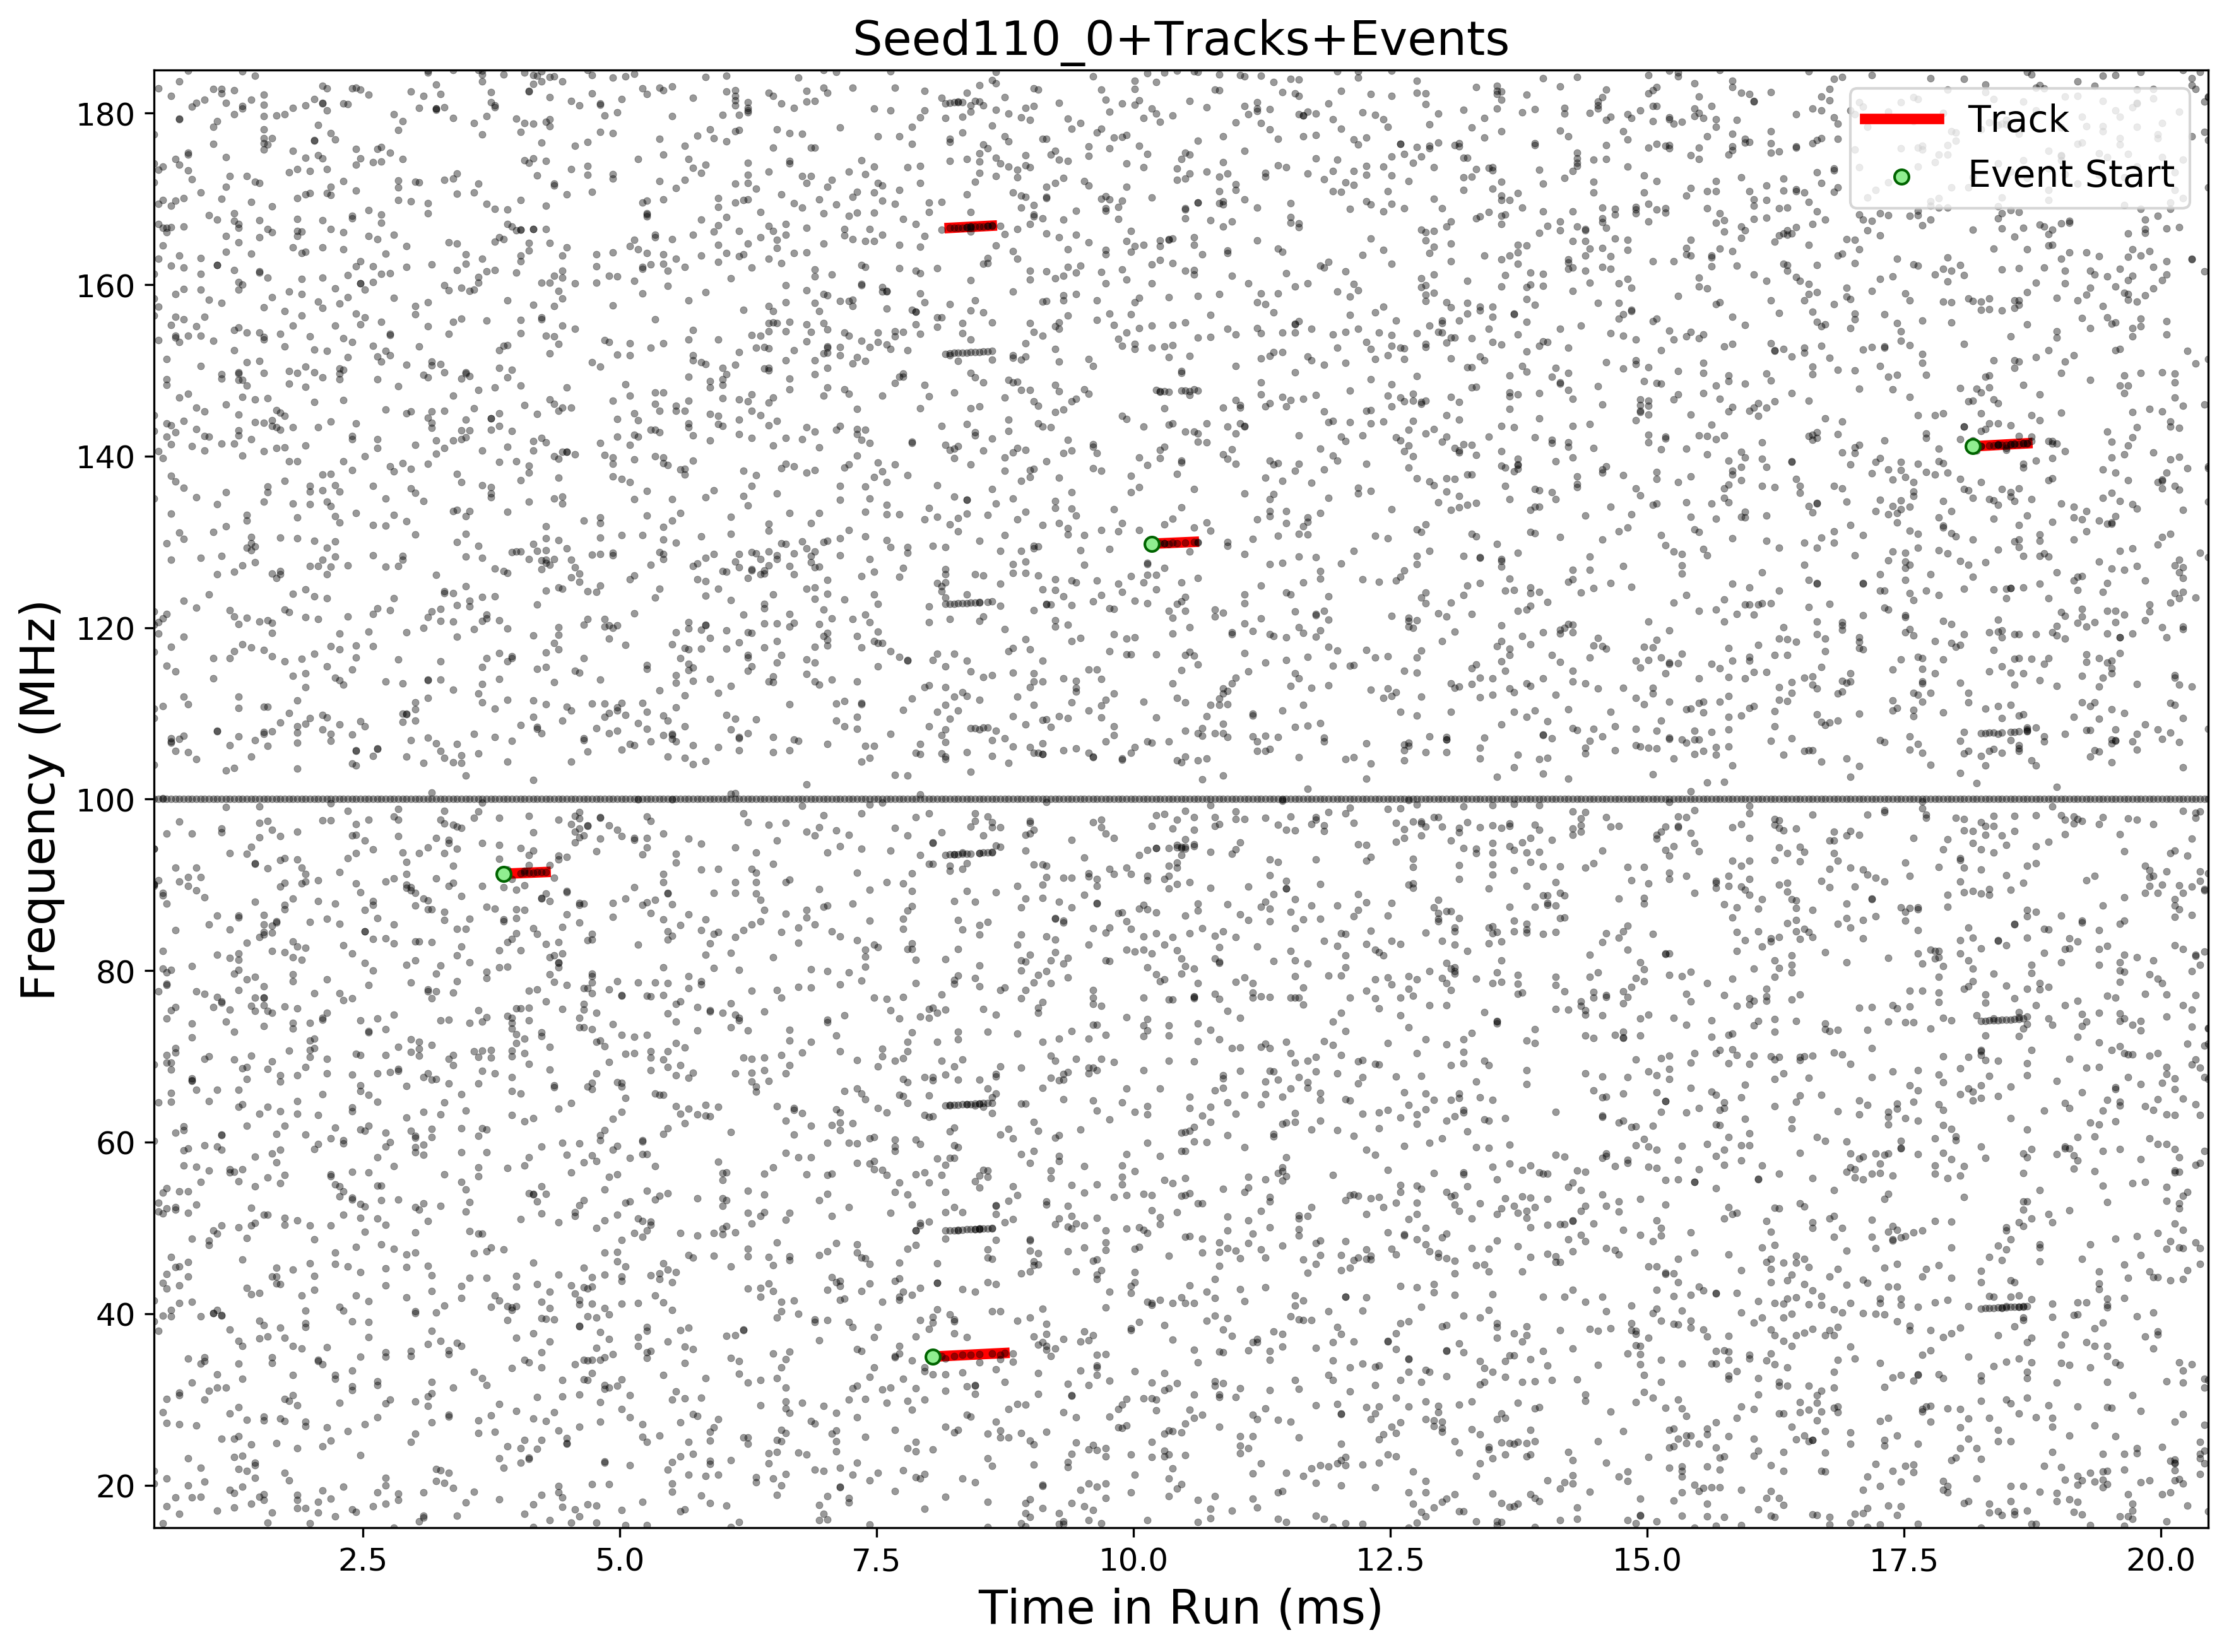 Seed110_0+Tracks+Events
Track
Event Start
Frequency (MHz)
180
160
140
120
100
80
60
40
20
2.5 5.0 7.5 10.0 12.5 15.0 17.5 20.0
Time in Run (ms)